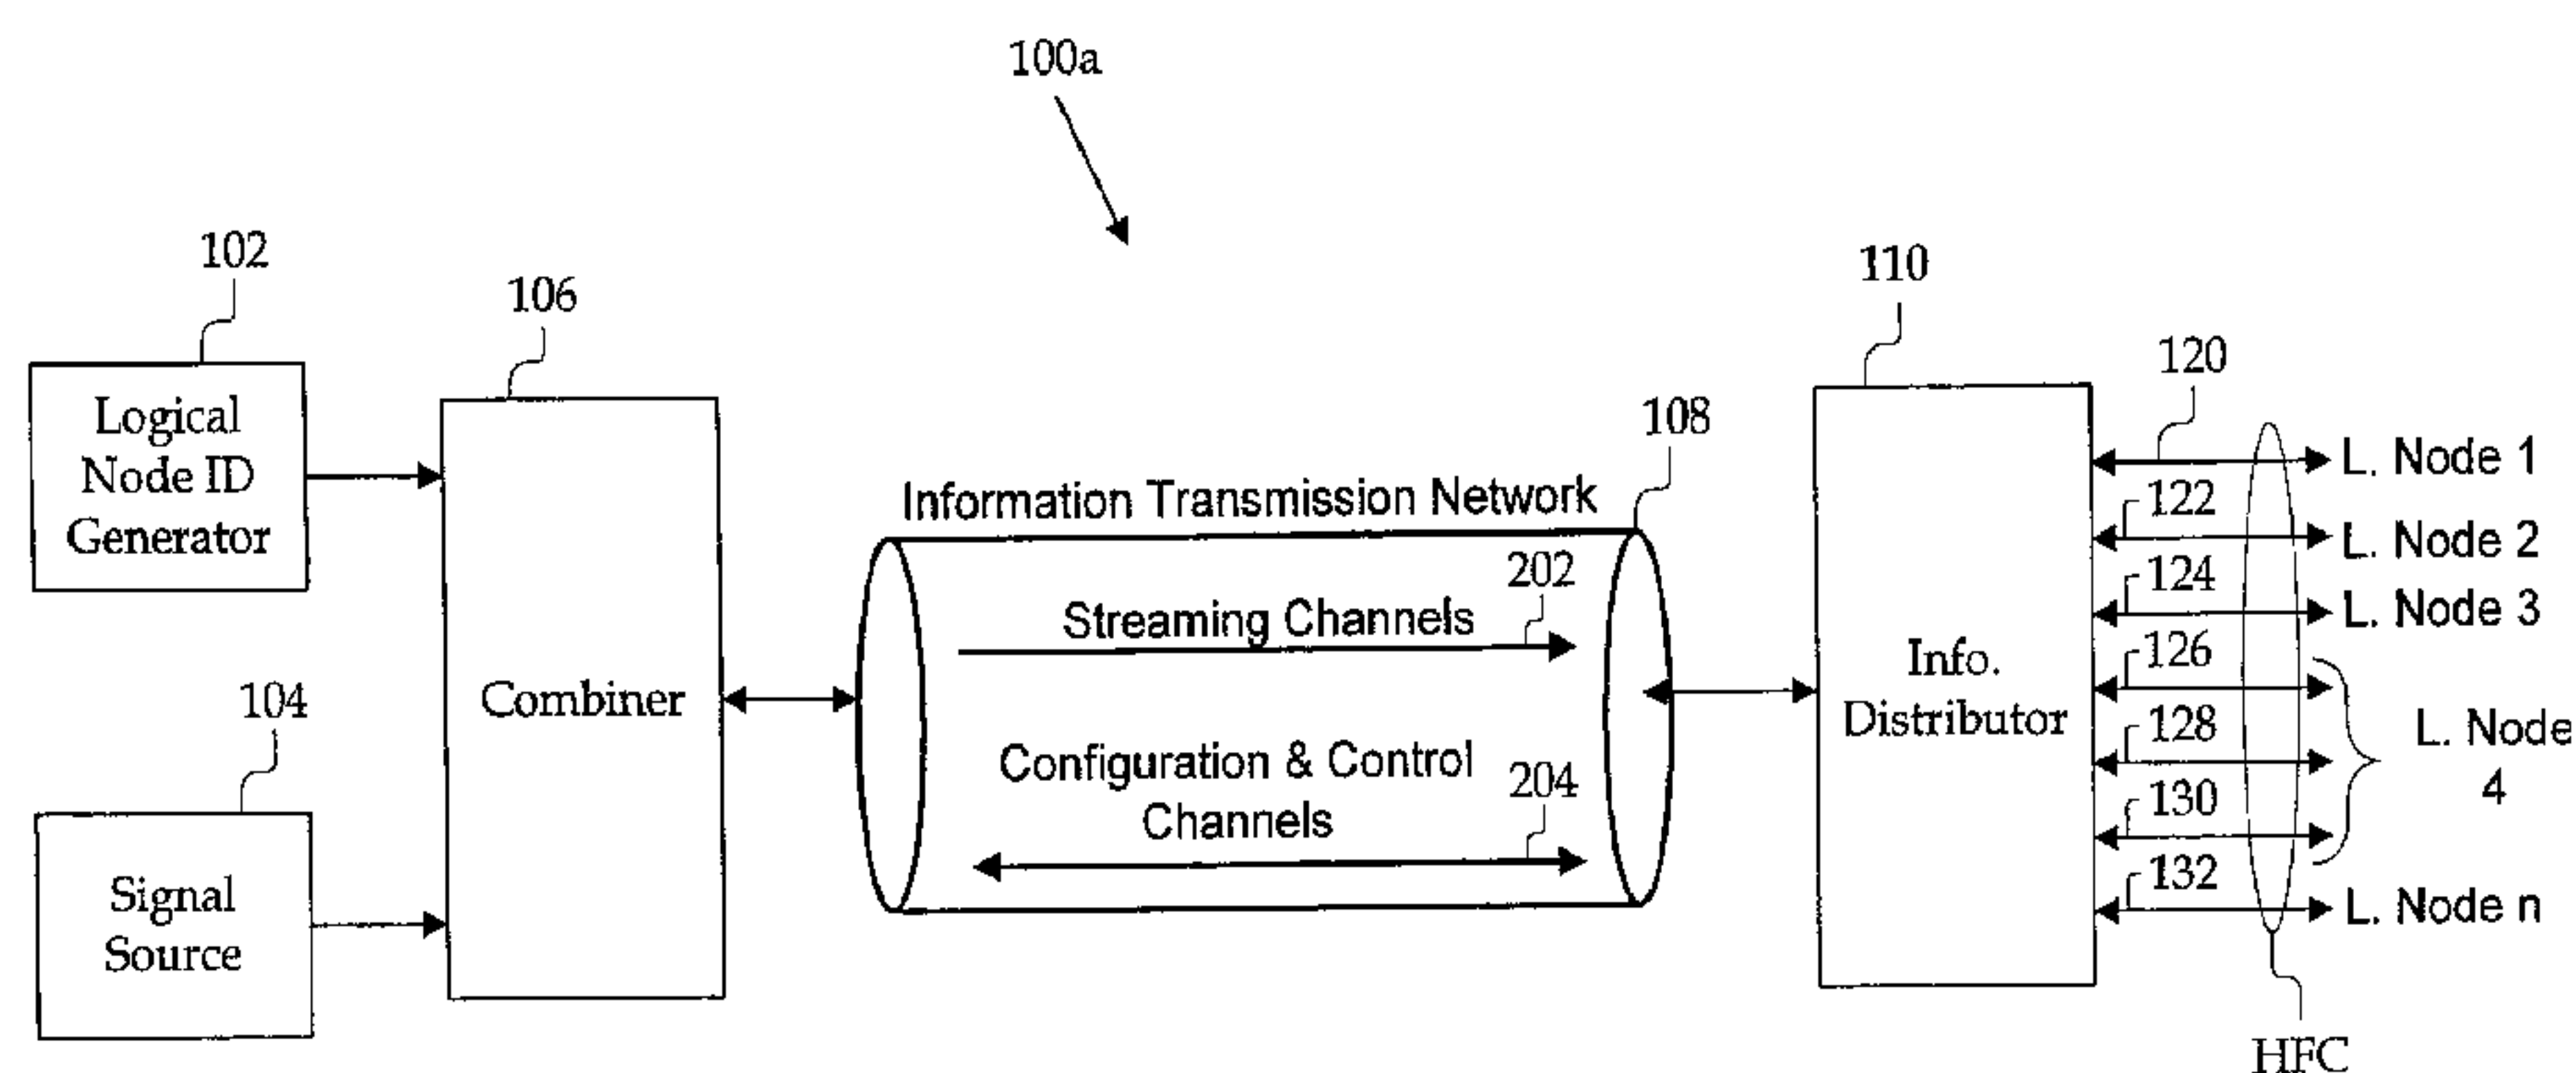 100a
102
106
110
120
Logical
Node ID
Generator
108
L. Node 1
Information Transmission Network
122
L. Node 2
202
124
Streaming Channels
L. Node 3
104
Combiner
Info.
Distributor
126
128
L. Node
4
Configuration & Control
Channels
204
130
Signal
Source
132
L. Node n
HFC